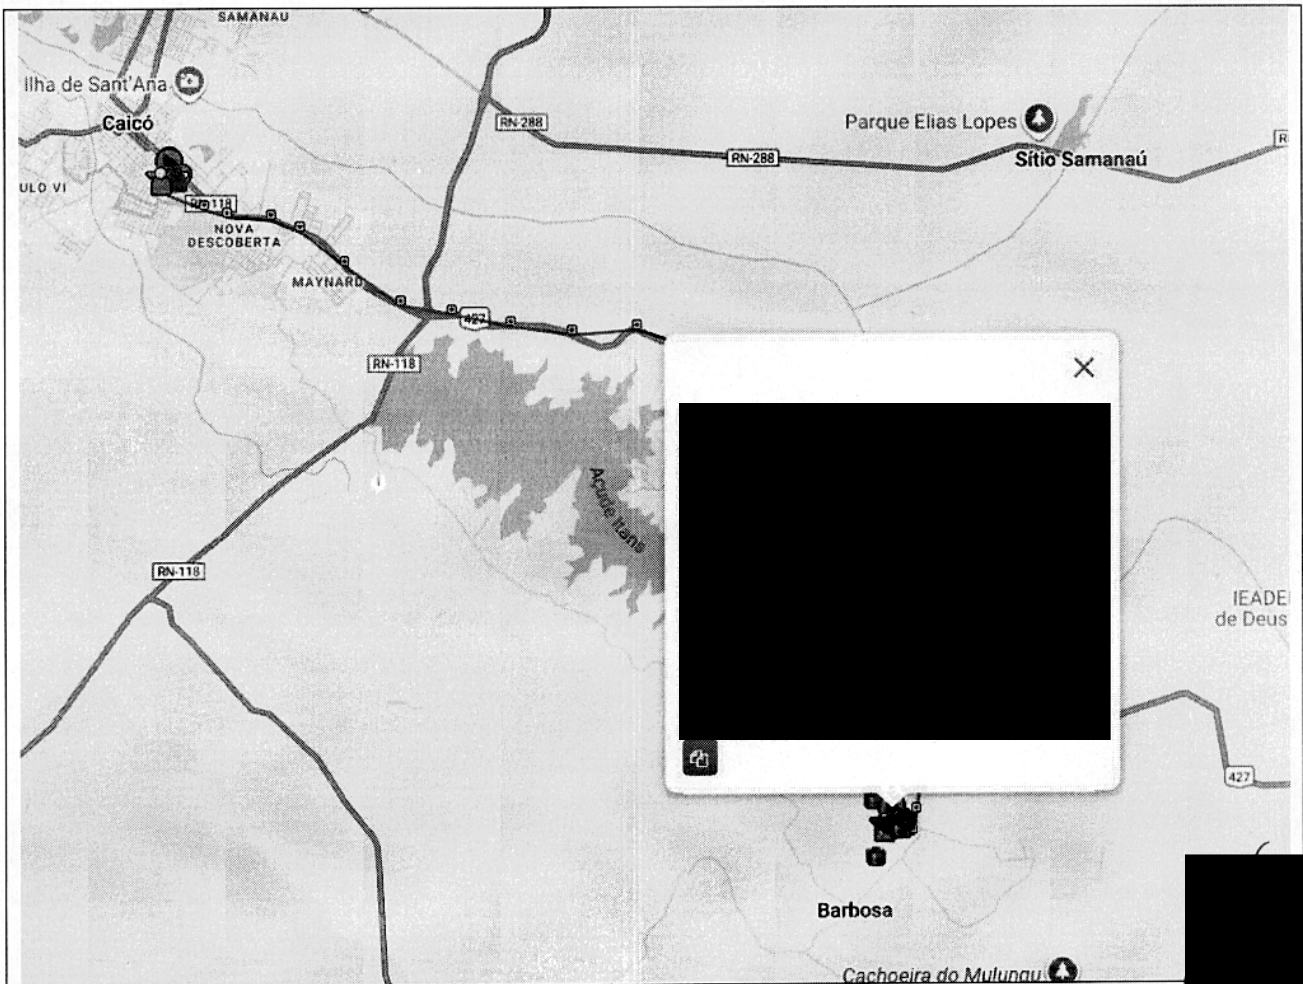 SAMANAU
Ilha de Sant'Ana
Caicó
RN-288
Parque Elias Lopes
RN-288
Sítio Samanaú
ULO VI
RN-118
NOVA
DESCOBERTA
MAYNARD
427
RN-118
Açude Itans
RN-118
IEADE
de Deus
427
Barbosa
Cachoeira do Mulungu